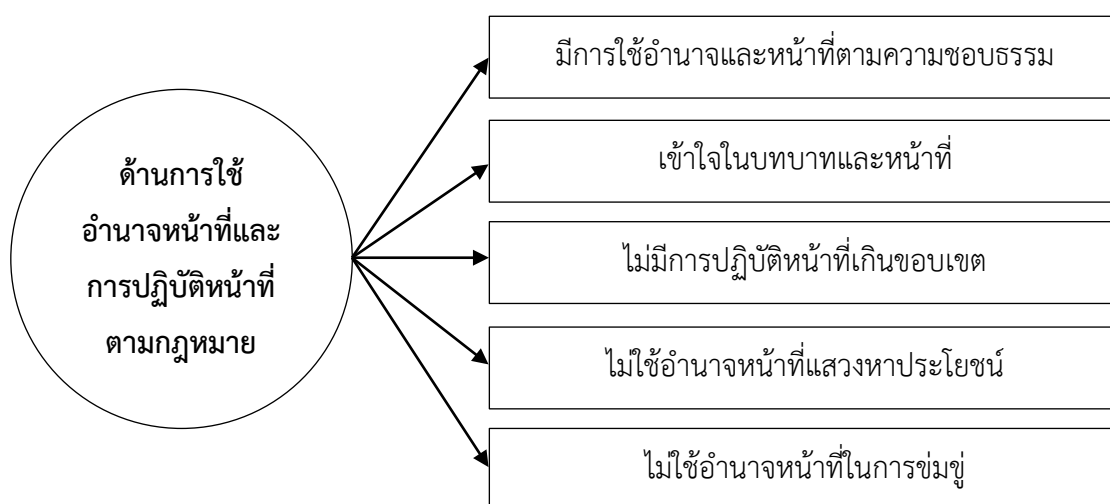 มีการใช้อำนาจและหน้าที่ตามความชอบธรรม
เข้าใจในบทบาทและหน้าที่
ด้านการใช้
อำนาจหน้าที่และ
การปฏิบัติหน้าที่
ตามกฎหมาย
ไม่มีการปฏิบัติหน้าที่เกินขอบเขต
ไม่ใช้อำนาจหน้าที่แสวงหาประโยชน์
ไม่ใช้อำนาจหน้าที่ในการข่มขู่